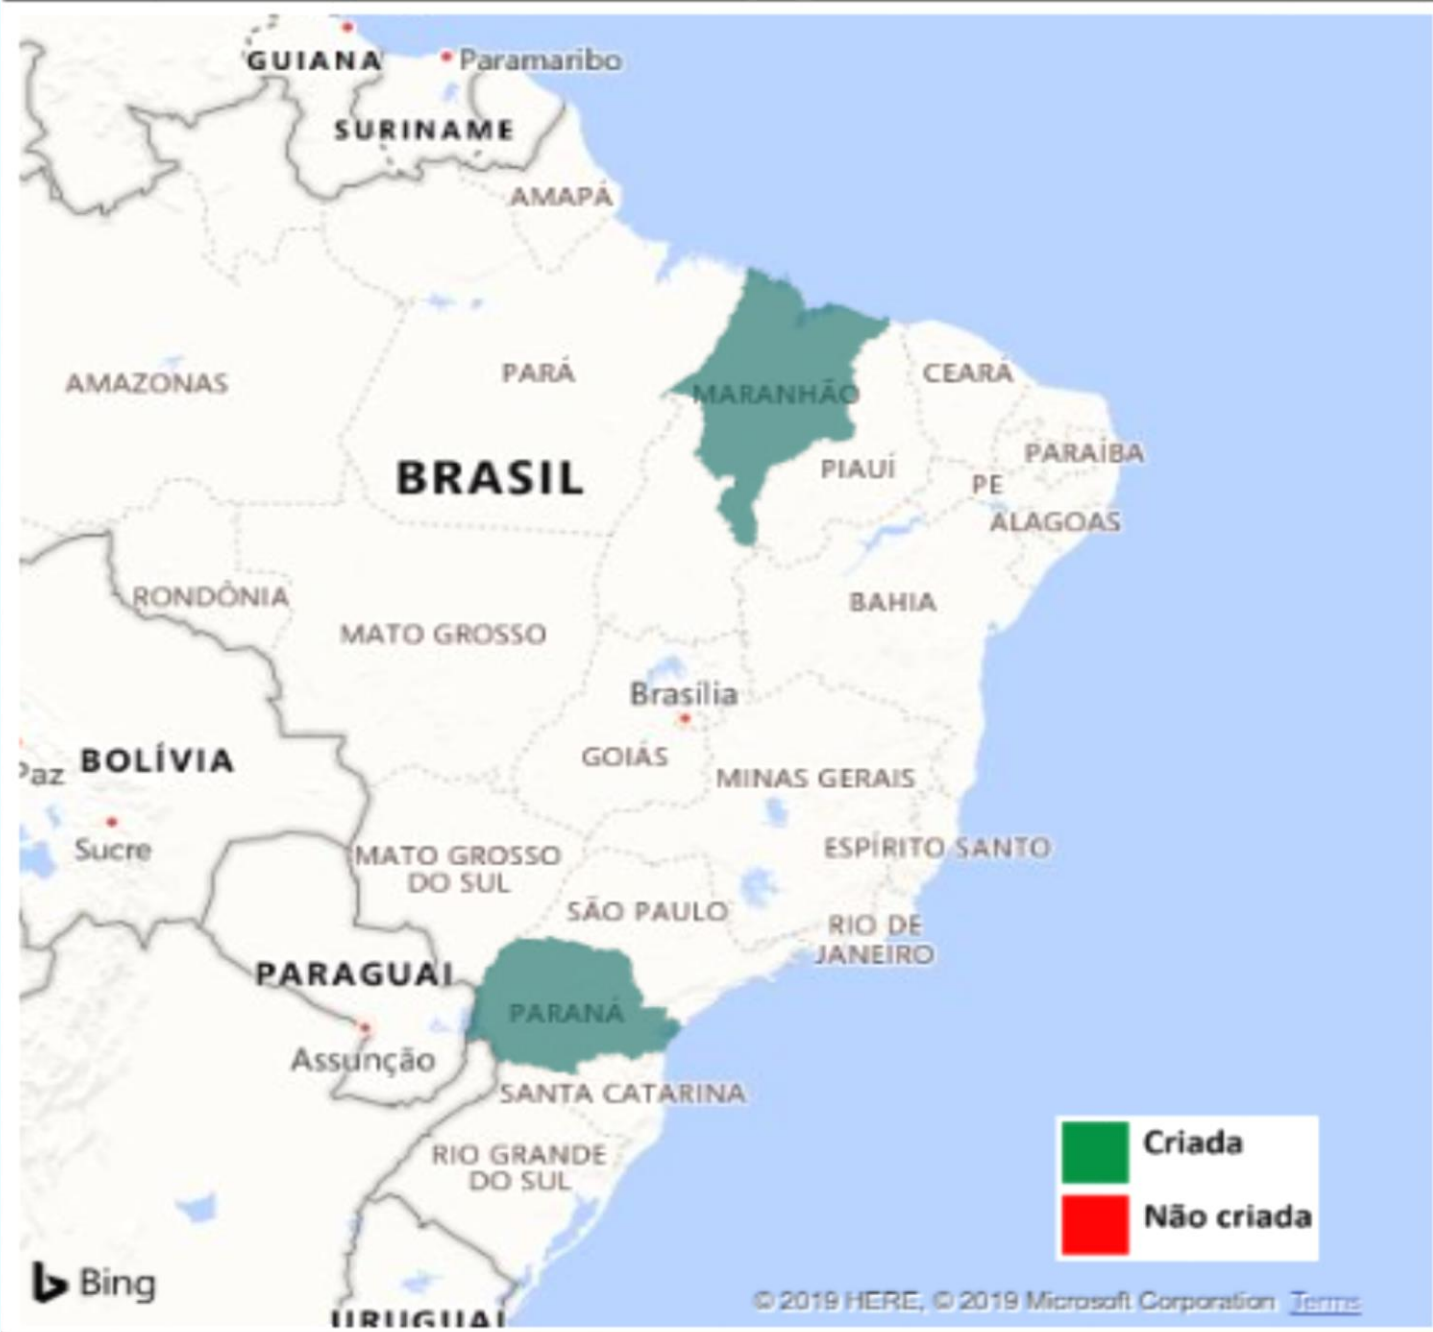 GUIANA
Paramaribo
SURINAME
AMAPÁ
AMAZONAS
PARÁ
MARANHÃO
CEARÁ
BRASIL
PIAUÍ
PARAÍBA
PE
ALAGOAS
RONDÔNIA
MATO GROSSO
BAHIA
Brasília
GOIÁS
MINAS GERAIS
BOLÍVIA
Paz
Sucre
MATO GROSSO
DO SUL
ESPÍRITO SANTO
SÃO PAULO
RIO DE
JANEIRO
PARAGUAI
PARANÁ
Assunção
SANTA CATARINA
RIO GRANDE
DO SUL
Criada
Não criada
Bing
© 2019 HERE, © 2019 Microsoft Corporation Terms
URUGUAI